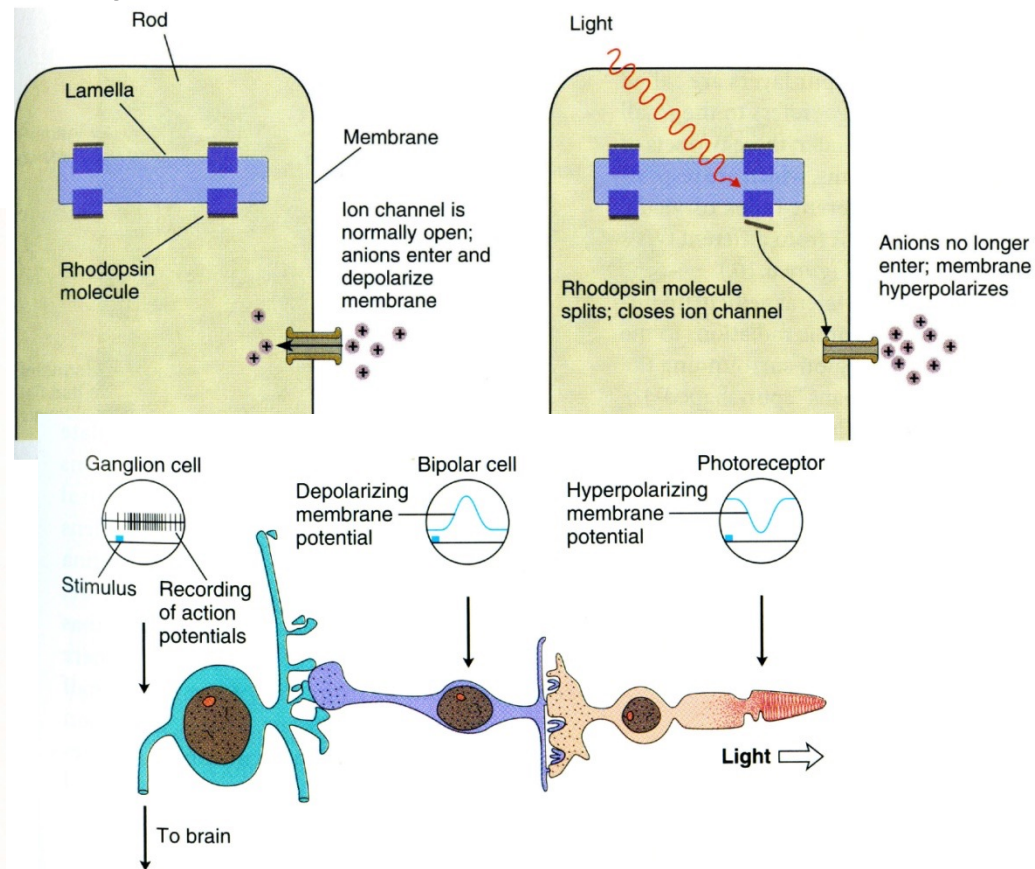 Rod
Lamella
Membrane
Ion channel is
normally open;
anions enter and
depolarize
membrane
Rhodopsin
molecule
+
+
+
+
+
+
+
+
Light
Rhodopsin molecule
splits; closes ion channel
Anions no longer
enter; membrane
hyperpolarizes
+
+
+
+
+
+
+
+
+
Ganglion cell
Stimulus
Recording
of action
potentials
Bipolar cell
Depolarizing
membrane
potential
Photoreceptor
Hyperpolarizing
membrane
potential
Light
To brain